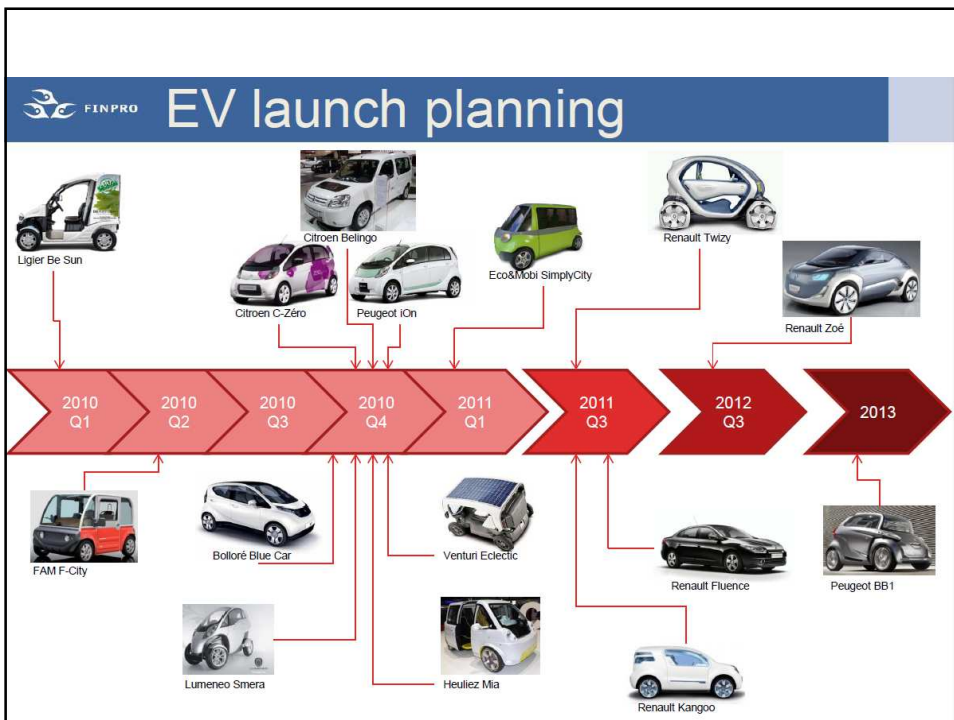 FINPRO
EV launch planning
Ligier Be Sun
Citroen Belingo
Citroen C-Zéro
Peugeot iOn
Eco&Mobi SimplyCity
Renault Twizy
Renault Zoé
2010
Q1
2010
Q2
2010
Q3
2010
Q4
2011
Q1
2011
Q3
2012
Q3
2013
FAM F-City
Bolloré Blue Car
Venturi Eclectic
Renault Fluence
Peugeot BB1
Lumeneo Smera
Heuliez Mia
Renault Kangoo